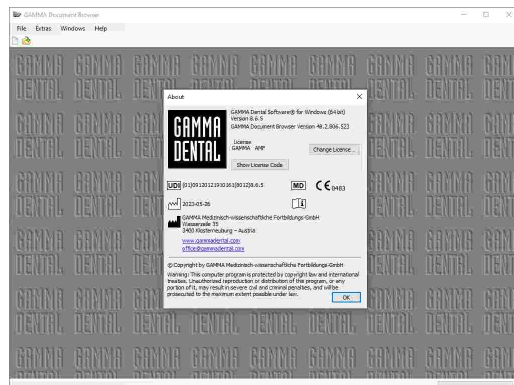 GAMMA Document Browser
File Extras Windows Help
About
GAMMA DENTAL
GAMMA Dental Software® for Windows (64 bit)
Version 8.6.5
GAMMA Document Browser Version 48.2.806.523
License
GAMMA AMF
Change License...
Show License Code
UDI (01)09120121910161(8012)8.6.5 MD CE 0483
2023-05-26
GAMMA Medizinisch-wissenschaftliche Fortbildungs-GmbH
Wasserzeile 35
3400 Klosterneuburg – Austria
www.gammadental.com
office@gammadental.com
© Copyright by GAMMA Medizinisch-wissenschaftliche Fortbildungs-GmbH
Warning: This computer program is protected by copyright law and international
treaties. Unauthorized reproduction or distribution of this program, or any
portion of it, may result in severe civil and criminal penalties, and will be
prosecuted to the maximum extent possible under law.
OK